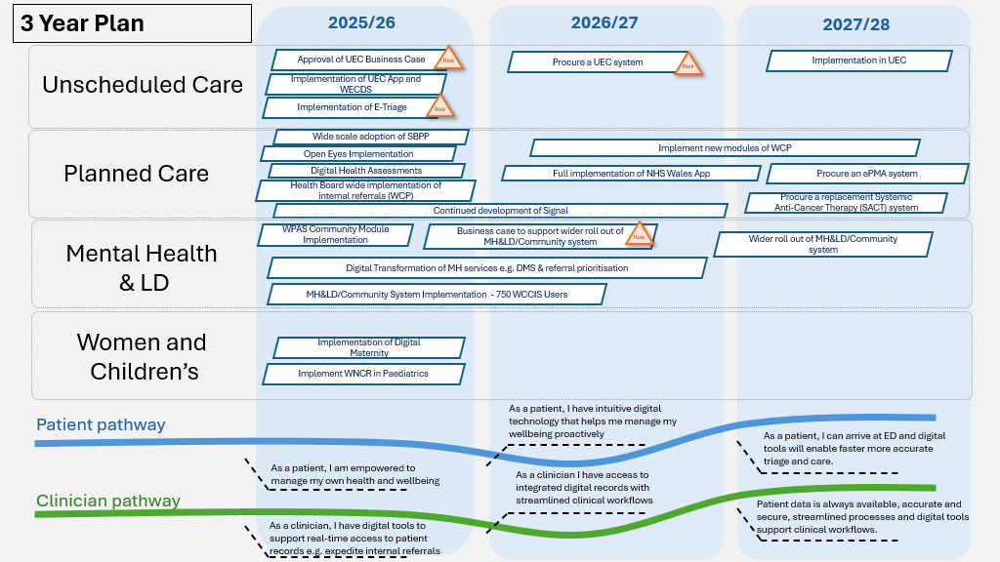 3 Year Plan
2025/26
2026/27
2027/28
Unscheduled Care
Approval of UEC Business Case
Risk
Procure a UEC system
Risk
Implementation in UEC
Implementation of UEC App and
WECDS
Implementation of E-Triage
Risk
Planned Care
Wide scale adoption of SBPP
Open Eyes Implementation
Digital Health Assessments
Health Board wide implementation of
internal referrals (WCP)
Continued development of Signal
Implement new modules of WCP
Full implementation of NHS Wales App
Procure an ePMA system
Procure a replacement Systemic
Anti-Cancer Therapy (SACT) system
Mental Health
& LD
WPAS Community Module
Implementation
Business case to support wider roll out of
MH&LD/Community system
Risk
Wider roll out of MH&LD/Community
system
Digital Transformation of MH services e.g. DMS & referral prioritisation
MH&LD/Community System Implementation - 750 WCCIS Users
Women and
Children’s
Implementation of Digital
Maternity
Implement WNCR in Paediatrics
Patient pathway
As a patient, I am empowered to
manage my own health and wellbeing
As a patient, I have intuitive digital
technology that helps me manage my
wellbeing proactively
As a patient, I can arrive at ED and digital
tools will enable faster more accurate
triage and care.
Clinician pathway
As a clinician, I have digital tools to
support real-time access to patient
records e.g. expedite internal referrals
As a clinician I have access to
integrated digital records with
streamlined clinical workflows
Patient data is always available, accurate and
secure, streamlined processes and digital tools
support clinical workflows.